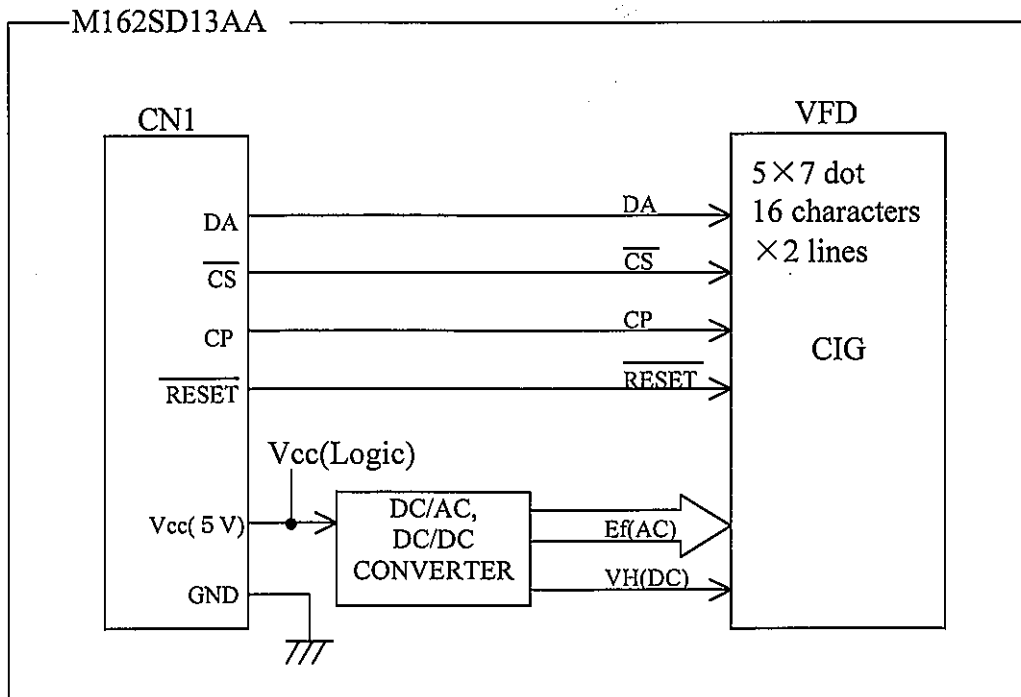 M162SD13AA
CN1
VFD
5×7 dot
16 characters
×2 lines
CIG
DA
DA
CS
CS
CP
CP
RESET
RESET
Vcc(Logic)
Vcc( 5 V)
DC/AC,
DC/DC
CONVERTER
Ef(AC)
VH(DC)
GND